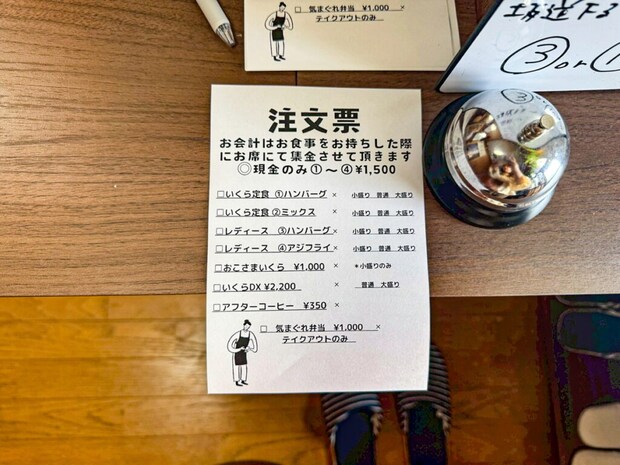 □ 気まぐれ弁当 ¥1,000 ×
テイクアウトのみ
③or①
注文票
お会計はお食事をお持ちした際
にお席にて集金させて頂きます
◎現金のみ①～④¥1,500
□いくら定食 ①ハンバーグ× 小盛り 普通 大盛り
□いくら定食 ②ミックス × 小盛り 普通 大盛り
□レディース ③ハンバーグ× 小盛り 普通 大盛り
□レディース ④アジフライ× 小盛り 普通 大盛り
□おこさまいくら ¥1,000 × *小盛りのみ
□いくらDX ¥2,200 × 普通 大盛り
□アフターコーヒー ¥350 ×
□ 気まぐれ弁当 ¥1,000 ×
テイクアウトのみ